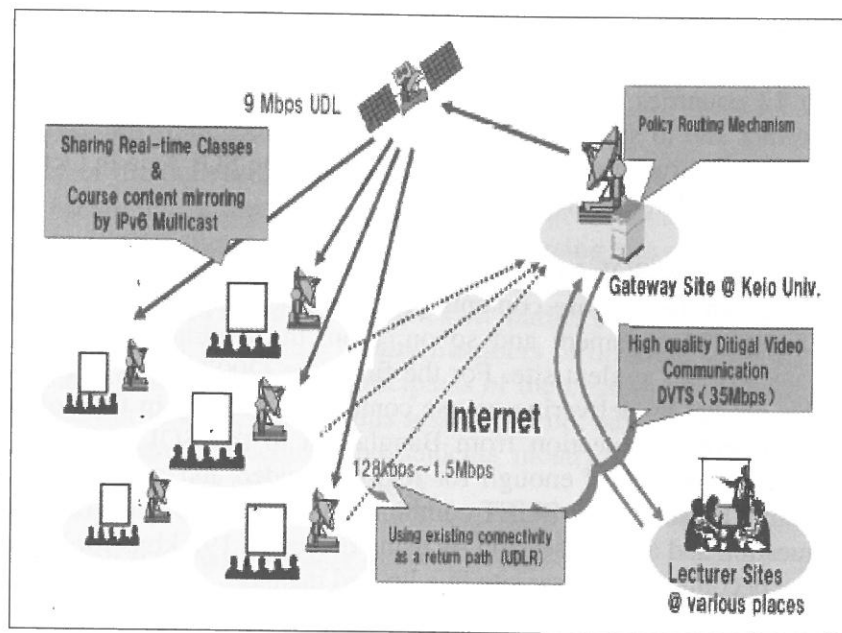 9 Mbps UDL
Sharing Real-time Classes
&
Course content mirroring
by IPv6 Multicast
Policy Routing Mechanism
Gateway Site @ Keio Univ.
High quality Ditigal Video
Communication
DVTS (35Mbps)
Internet
128kbps~1.5Mbps
Using existing connectivity
as a return path (UDLR)
Lecturer Sites
@ various places